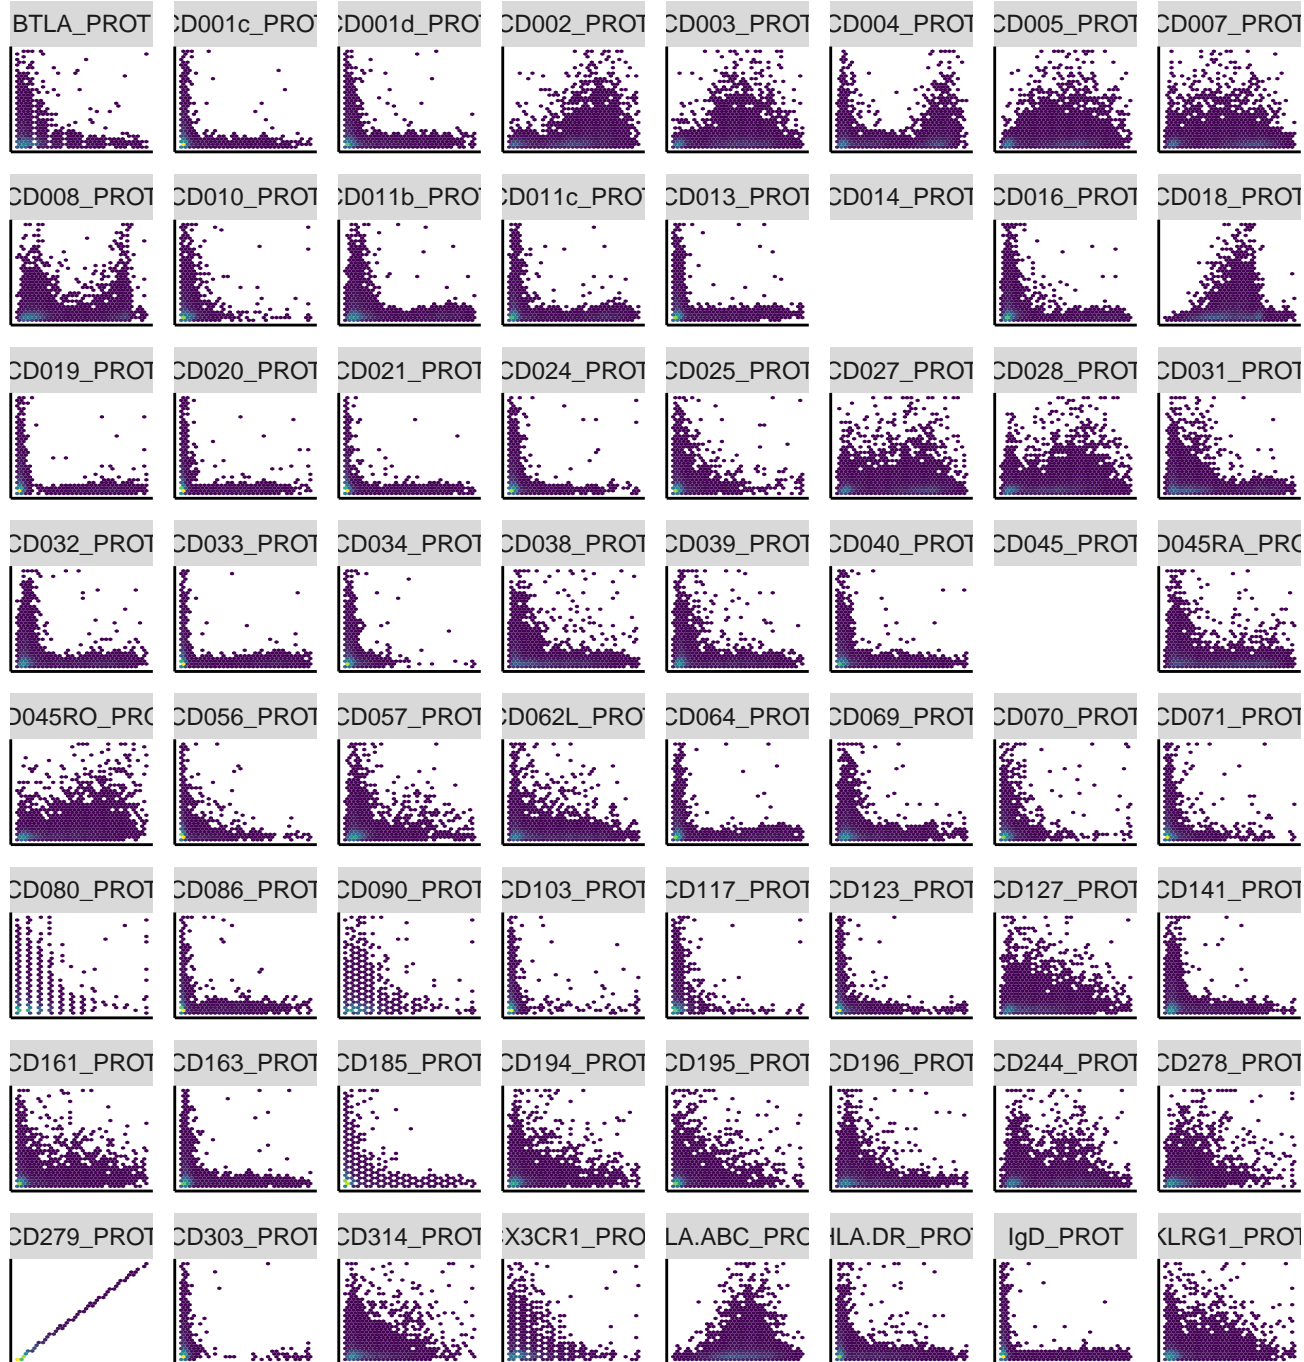 BTLA_PROT CD001c_PROT CD001d_PROT CD002_PROT CD003_PROT CD004_PROT CD005_PROT CD007_PROT
CD008_PROT CD010_PROT CD011b_PROT CD011c_PROT CD013_PROT CD014_PROT CD016_PROT CD018_PROT
CD019_PROT CD020_PROT CD021_PROT CD024_PROT CD025_PROT CD027_PROT CD028_PROT CD031_PROT
CD032_PROT CD033_PROT CD034_PROT CD038_PROT CD039_PROT CD040_PROT CD045_PROT D045RA_PRO
D045RO_PRO CD056_PROT CD057_PROT CD062L_PROT CD064_PROT CD069_PROT CD070_PROT CD071_PROT
CD080_PROT CD086_PROT CD090_PROT CD103_PROT CD117_PROT CD123_PROT CD127_PROT CD141_PROT
CD161_PROT CD163_PROT CD185_PROT CD194_PROT CD195_PROT CD196_PROT CD244_PROT CD278_PROT
CD279_PROT CD303_PROT CD314_PROT X3CR1_PRO LA.ABC_PRO HLA.DR_PROT IgD_PROT KLRG1_PROT